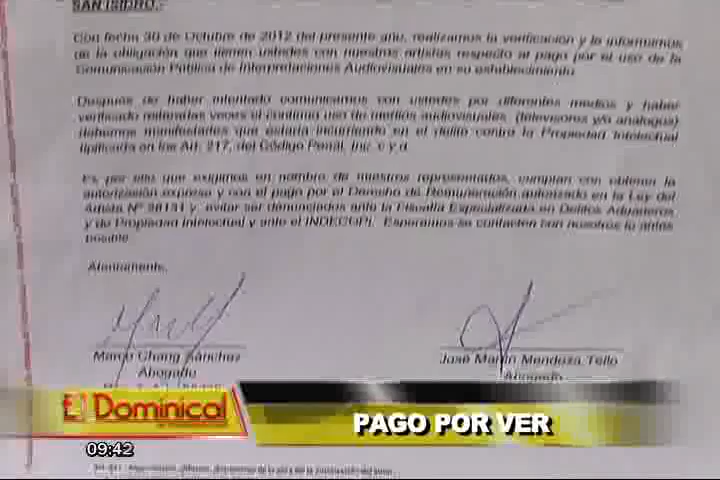 SAN ISIDRO.-
Con fecha 30 de Octubre de 2012 del presente año, realizamos la verificación y le informamos
de la obligación que tienen ustedes con nuestros artistas respecto al pago por el uso de la
Comunicación Pública de Interpretaciones Audiovisuales en su establecimiento.
Después de haber intentado comunicarnos con ustedes por diferentes medios y haber
verificado reiteradas veces el continuo uso de medios audiovisuales (televisores y/o análogos)
debemos manifestarles que estaría incurriendo en el delito contra la Propiedad Intelectual
tipificada en los Art. 217, del Código Penal, Inc. c y d.
Es por ello que exigimos en nombre de nuestros representados, cumplan con obtener la
autorización expresa y con el pago por el Derecho de Remuneración autorizado en la Ley del
Artista Nº 28131 y evitar ser denunciados ante la Fiscalía Especializada en Delitos Aduaneros
y de Propiedad Intelectual y ante el INDECOPI. Esperamos se contacten con nosotros lo antes
posible.
Atentamente,
Marco Chang Sánchez
José Martín Mendoza Tello
Abogado
Abogado
Dominical
PAGO POR VER
09:42